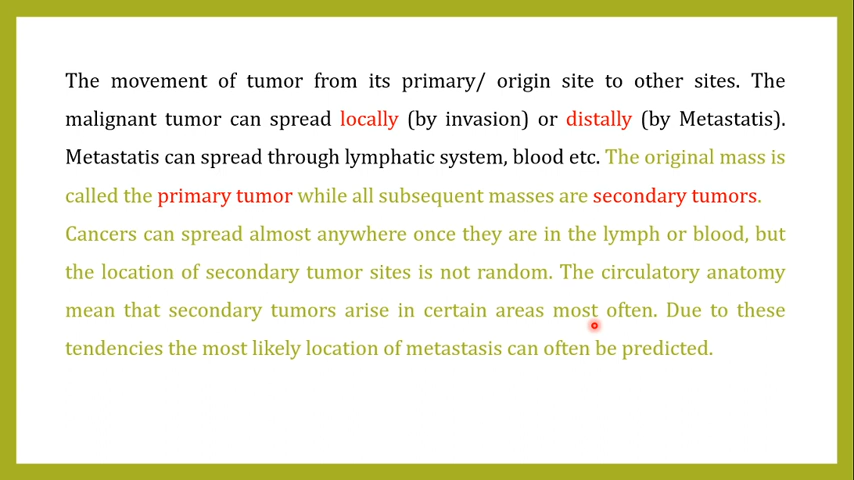 The movement of tumor from its primary/ origin site to other sites. The
malignant tumor can spread locally (by invasion) or distally (by Metastatis).
Metastatis can spread through lymphatic system, blood etc. The original mass is
called the primary tumor while all subsequent masses are secondary tumors.
Cancers can spread almost anywhere once they are in the lymph or blood, but
the location of secondary tumor sites is not random. The circulatory anatomy
mean that secondary tumors arise in certain areas most often. Due to these
tendencies the most likely location of metastasis can often be predicted.